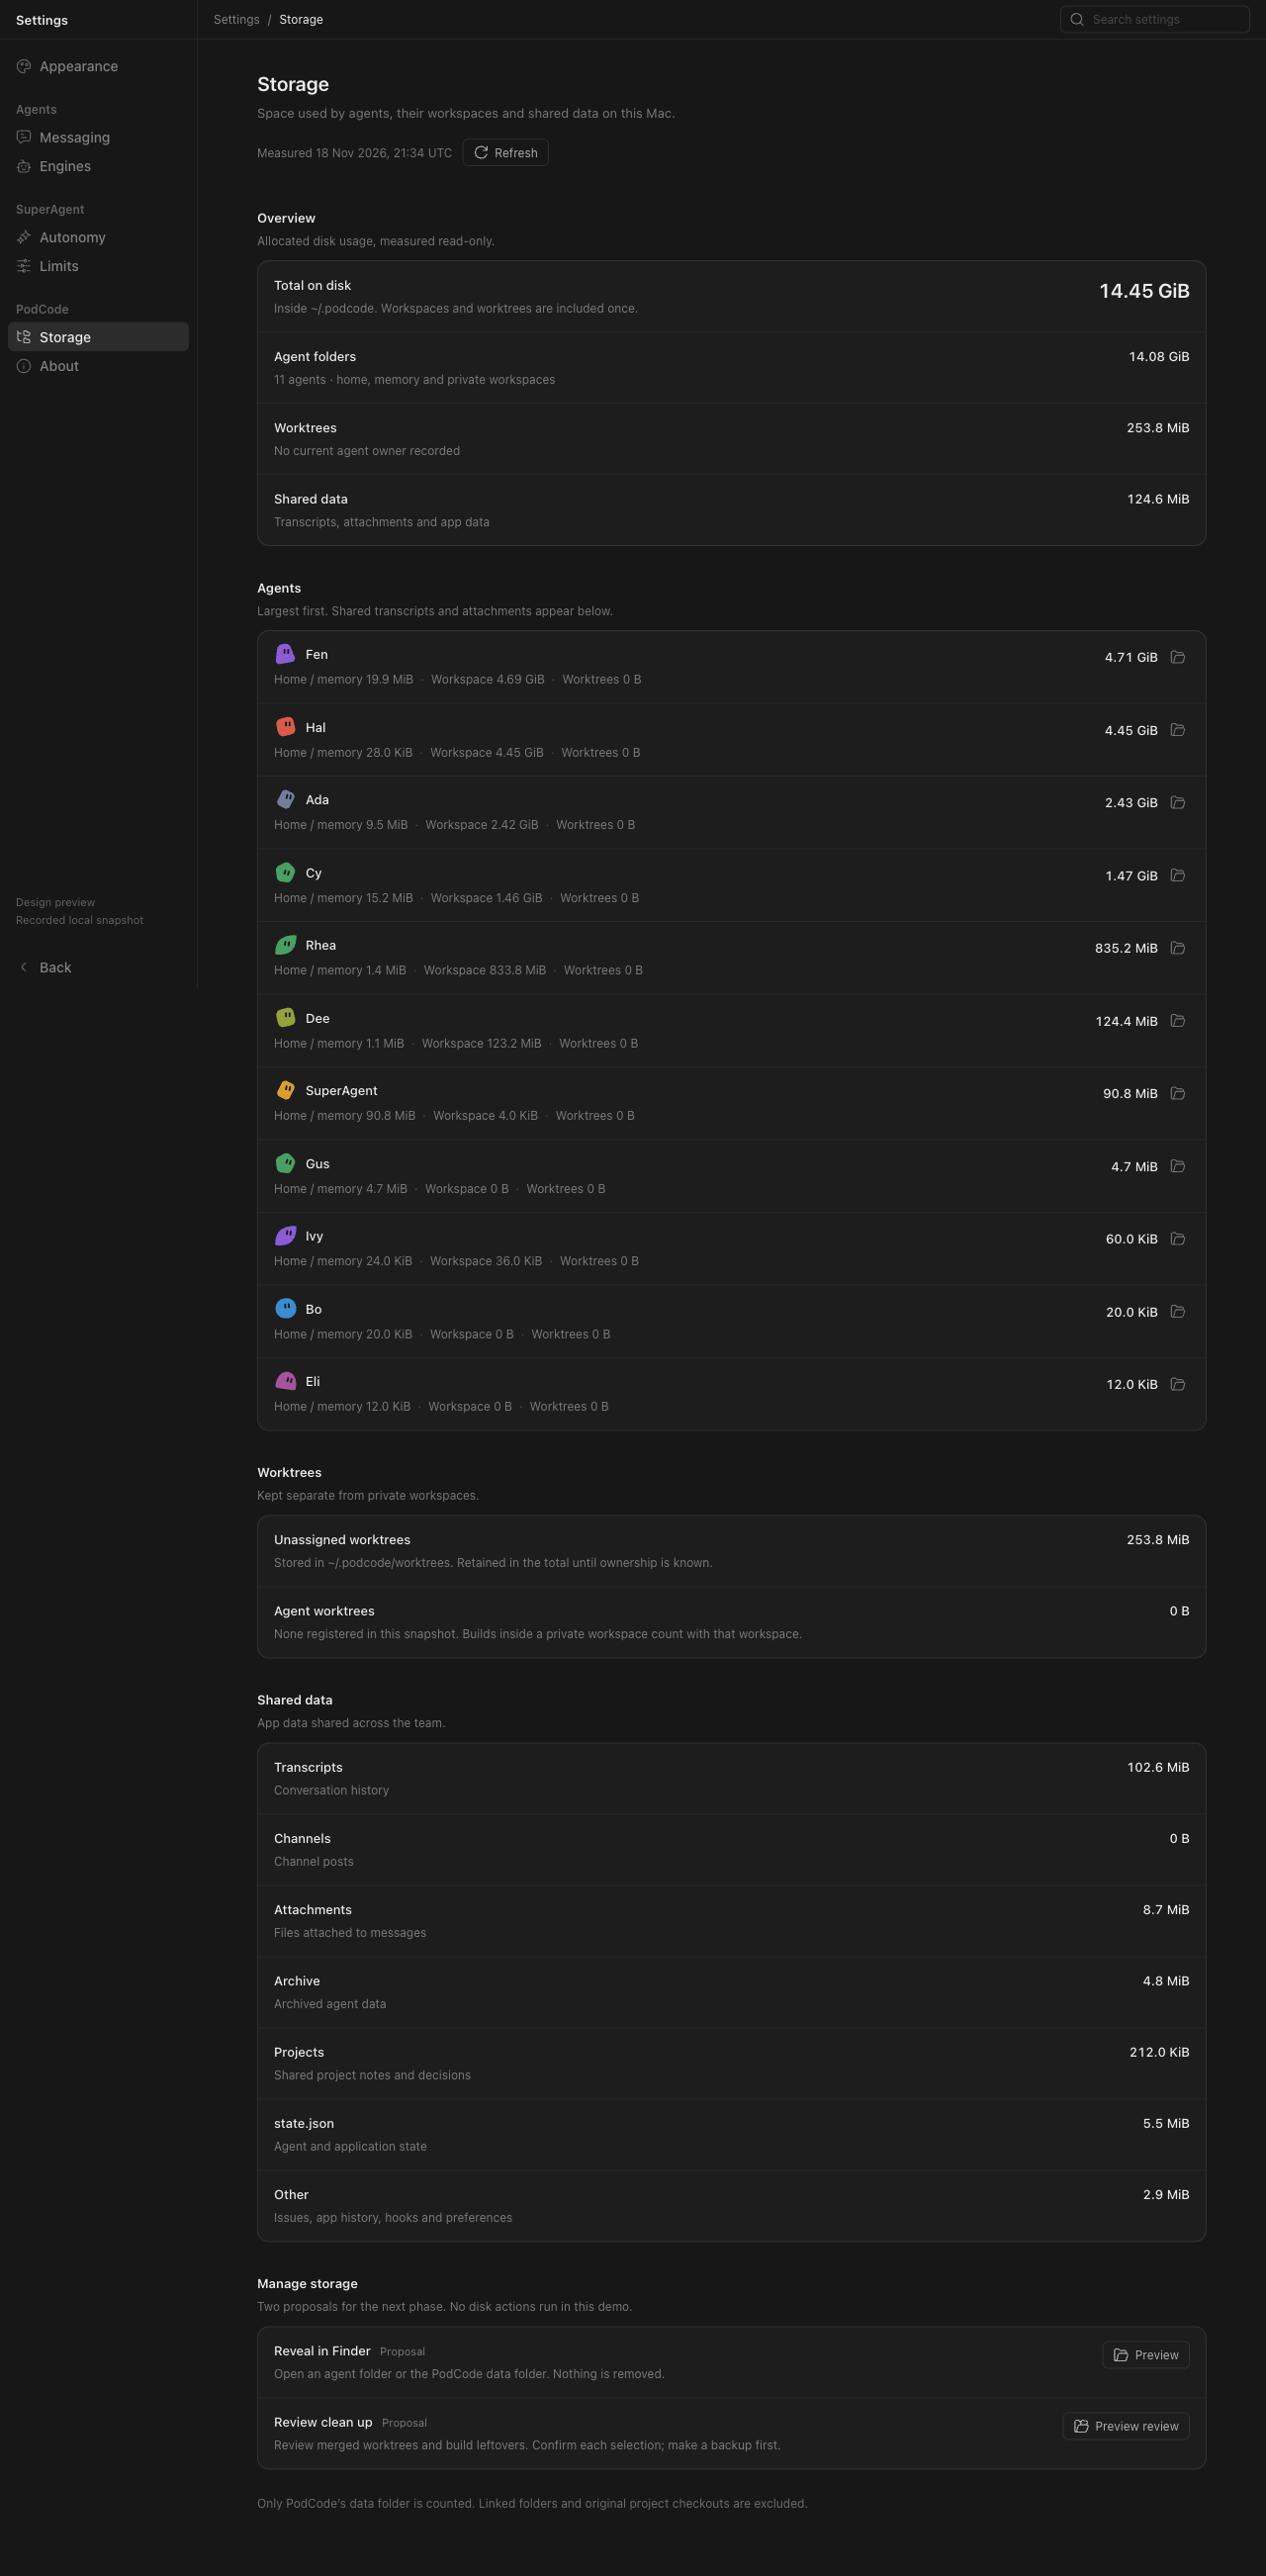 Settings
Settings / Storage
Search settings
Appearance
Agents
Messaging
Engines
SuperAgent
Autonomy
Limits
PodCode
Storage
About
Design preview
Recorded local snapshot
Back
Storage
Space used by agents, their workspaces and shared data on this Mac.
Measured 18 Nov 2026, 21:34 UTC Refresh
Overview
Allocated disk usage, measured read-only.
Total on disk 14.45 GiB
Inside ~/.podcode. Workspaces and worktrees are included once.
Agent folders 14.08 GiB
11 agents · home, memory and private workspaces
Worktrees 253.8 MiB
No current agent owner recorded
Shared data 124.6 MiB
Transcripts, attachments and app data
Agents
Largest first. Shared transcripts and attachments appear below.
Fen 4.71 GiB
Home / memory 19.9 MiB · Workspace 4.69 GiB · Worktrees 0 B
Hal 4.45 GiB
Home / memory 28.0 KiB · Workspace 4.45 GiB · Worktrees 0 B
Ada 2.43 GiB
Home / memory 9.5 MiB · Workspace 2.42 GiB · Worktrees 0 B
Cy 1.47 GiB
Home / memory 15.2 MiB · Workspace 1.46 GiB · Worktrees 0 B
Rhea 835.2 MiB
Home / memory 1.4 MiB · Workspace 833.8 MiB · Worktrees 0 B
Dee 124.4 MiB
Home / memory 1.1 MiB · Workspace 123.2 MiB · Worktrees 0 B
SuperAgent 90.8 MiB
Home / memory 90.8 MiB · Workspace 4.0 KiB · Worktrees 0 B
Gus 4.7 MiB
Home / memory 4.7 MiB · Workspace 0 B · Worktrees 0 B
Ivy 60.0 KiB
Home / memory 24.0 KiB · Workspace 36.0 KiB · Worktrees 0 B
Bo 20.0 KiB
Home / memory 20.0 KiB · Workspace 0 B · Worktrees 0 B
Eli 12.0 KiB
Home / memory 12.0 KiB · Workspace 0 B · Worktrees 0 B
Worktrees
Kept separate from private workspaces.
Unassigned worktrees 253.8 MiB
Stored in ~/.podcode/worktrees. Retained in the total until ownership is known.
Agent worktrees 0 B
None registered in this snapshot. Builds inside a private workspace count with that workspace.
Shared data
App data shared across the team.
Transcripts 102.6 MiB
Conversation history
Channels 0 B
Channel posts
Attachments 8.7 MiB
Files attached to messages
Archive 4.8 MiB
Archived agent data
Projects 212.0 KiB
Shared project notes and decisions
state.json 5.5 MiB
Agent and application state
Other 2.9 MiB
Issues, app history, hooks and preferences
Manage storage
Two proposals for the next phase. No disk actions run in this demo.
Reveal in Finder Proposal Preview
Open an agent folder or the PodCode data folder. Nothing is removed.
Review clean up Proposal Preview review
Review merged worktrees and build leftovers. Confirm each selection; make a backup first.
Only PodCode's data folder is counted. Linked folders and original project checkouts are excluded.